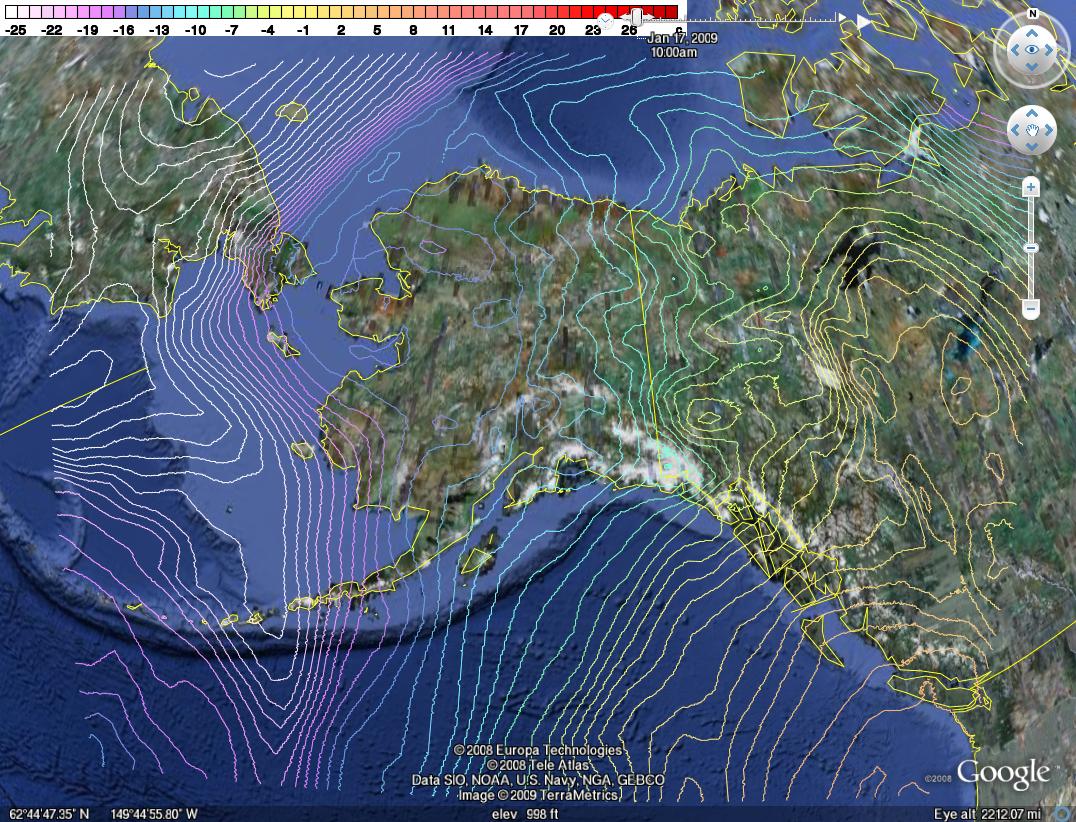 -25 -22 -19 -16 -13 -10 -7 -4 -1 2 5 8 11 14 17 20 23 26
Jan 17, 2009
10:00am
N
© 2008 Europa Technologies
© 2008 Tele Atlas
Data SIO, NOAA, U.S. Navy, NGA, GEBCO
Image © 2009 TerraMetrics
©2008 Google™
62°44'47.35" N 149°44'55.80" W elev 998 ft Eye alt 2212.07 mi